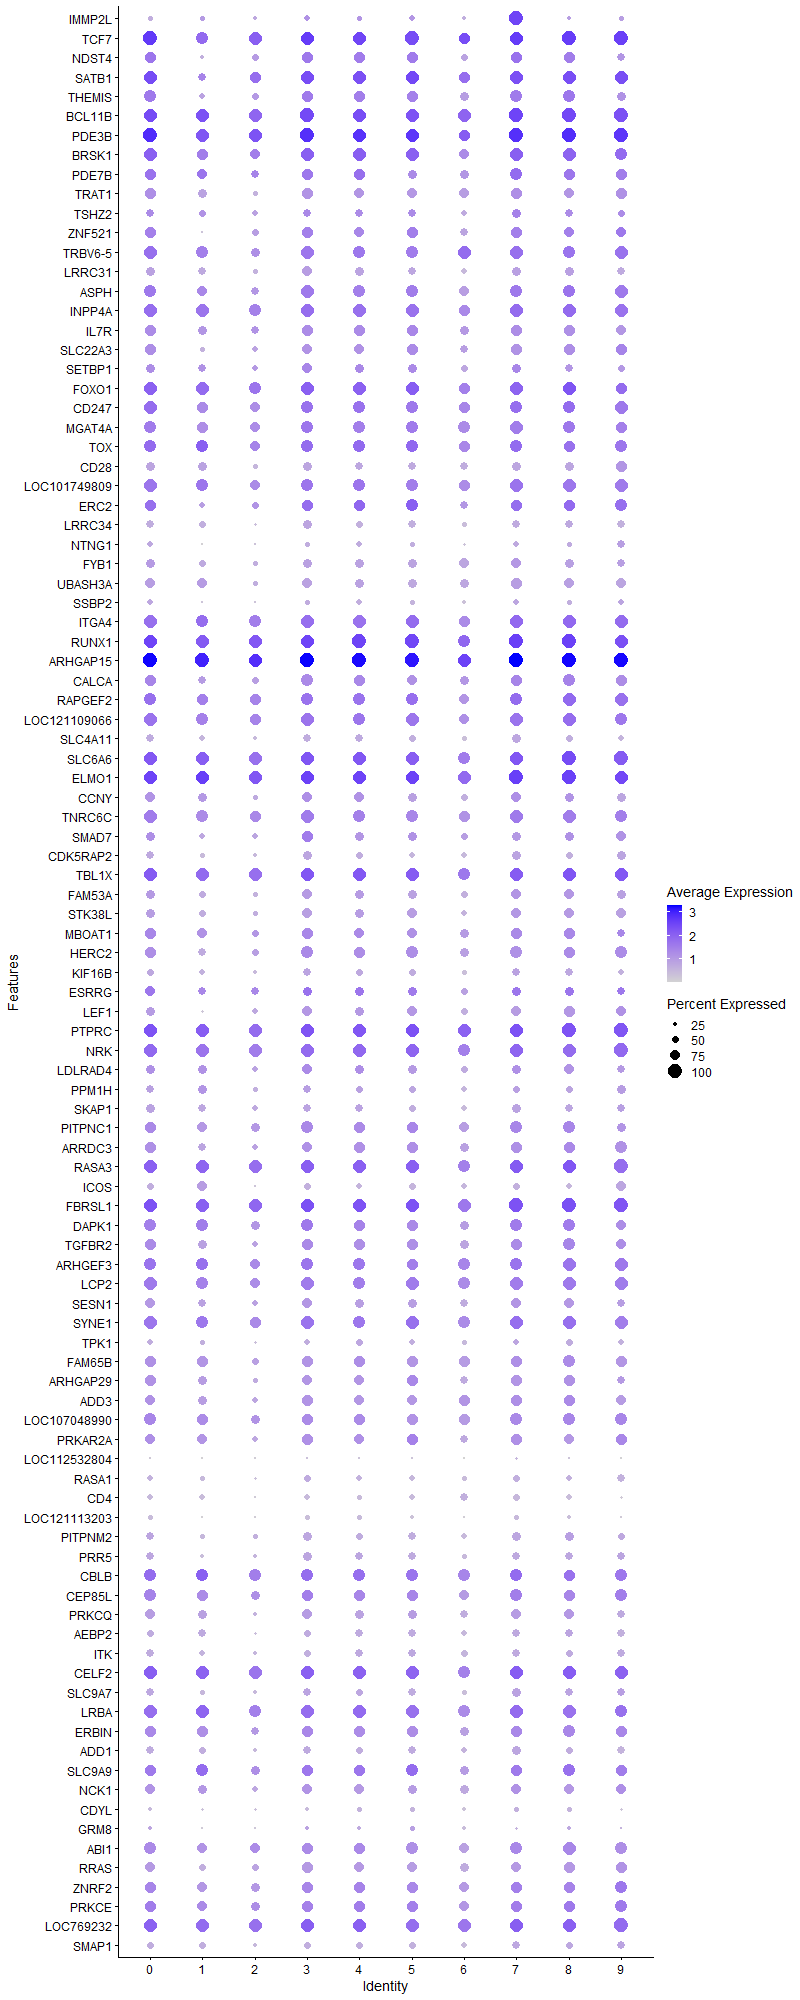 IMMP2L
TCF7
NDST4
SATB1
THEMIS
BCL11B
PDE3B
BRSK1
PDE7B
TRAT1
TSHZ2
ZNF521
TRBV6-5
LRRC31
ASPH
INPP4A
IL7R
SLC22A3
SETBP1
FOXO1
CD247
MGAT4A
TOX
CD28
LOC101749809
ERC2
LRRC34
NTNG1
FYB1
UBASH3A
SSBP2
ITGA4
RUNX1
ARHGAP15
CALCA
RAPGEF2
LOC121109066
SLC4A11
SLC6A6
ELMO1
CCNY
TNRC6C
SMAD7
CDK5RAP2
TBL1X
FAM53A
STK38L
MBOAT1
HERC2
KIF16B
ESRRG
LEF1
PTPRC
NRK
LDLRAD4
PPM1H
SKAP1
PITPNC1
ARRDC3
RASA3
ICOS
FBRSL1
DAPK1
TGFBR2
ARHGEF3
LCP2
SESN1
SYNE1
TPK1
FAM65B
ARHGAP29
ADD3
LOC107048990
PRKAR2A
LOC112532804
RASA1
CD4
LOC121113203
PITPNM2
PRR5
CBLB
CEP85L
PRKCQ
AEBP2
ITK
CELF2
SLC9A7
LRBA
ERBIN
ADD1
SLC9A9
NCK1
CDYL
GRM8
ABI1
RRAS
ZNRF2
PRKCE
LOC769232
SMAP1
Features
0 1 2 3 4 5 6 7 8 9
Identity
Average Expression
3
2
1
Percent Expressed
25
50
75
100